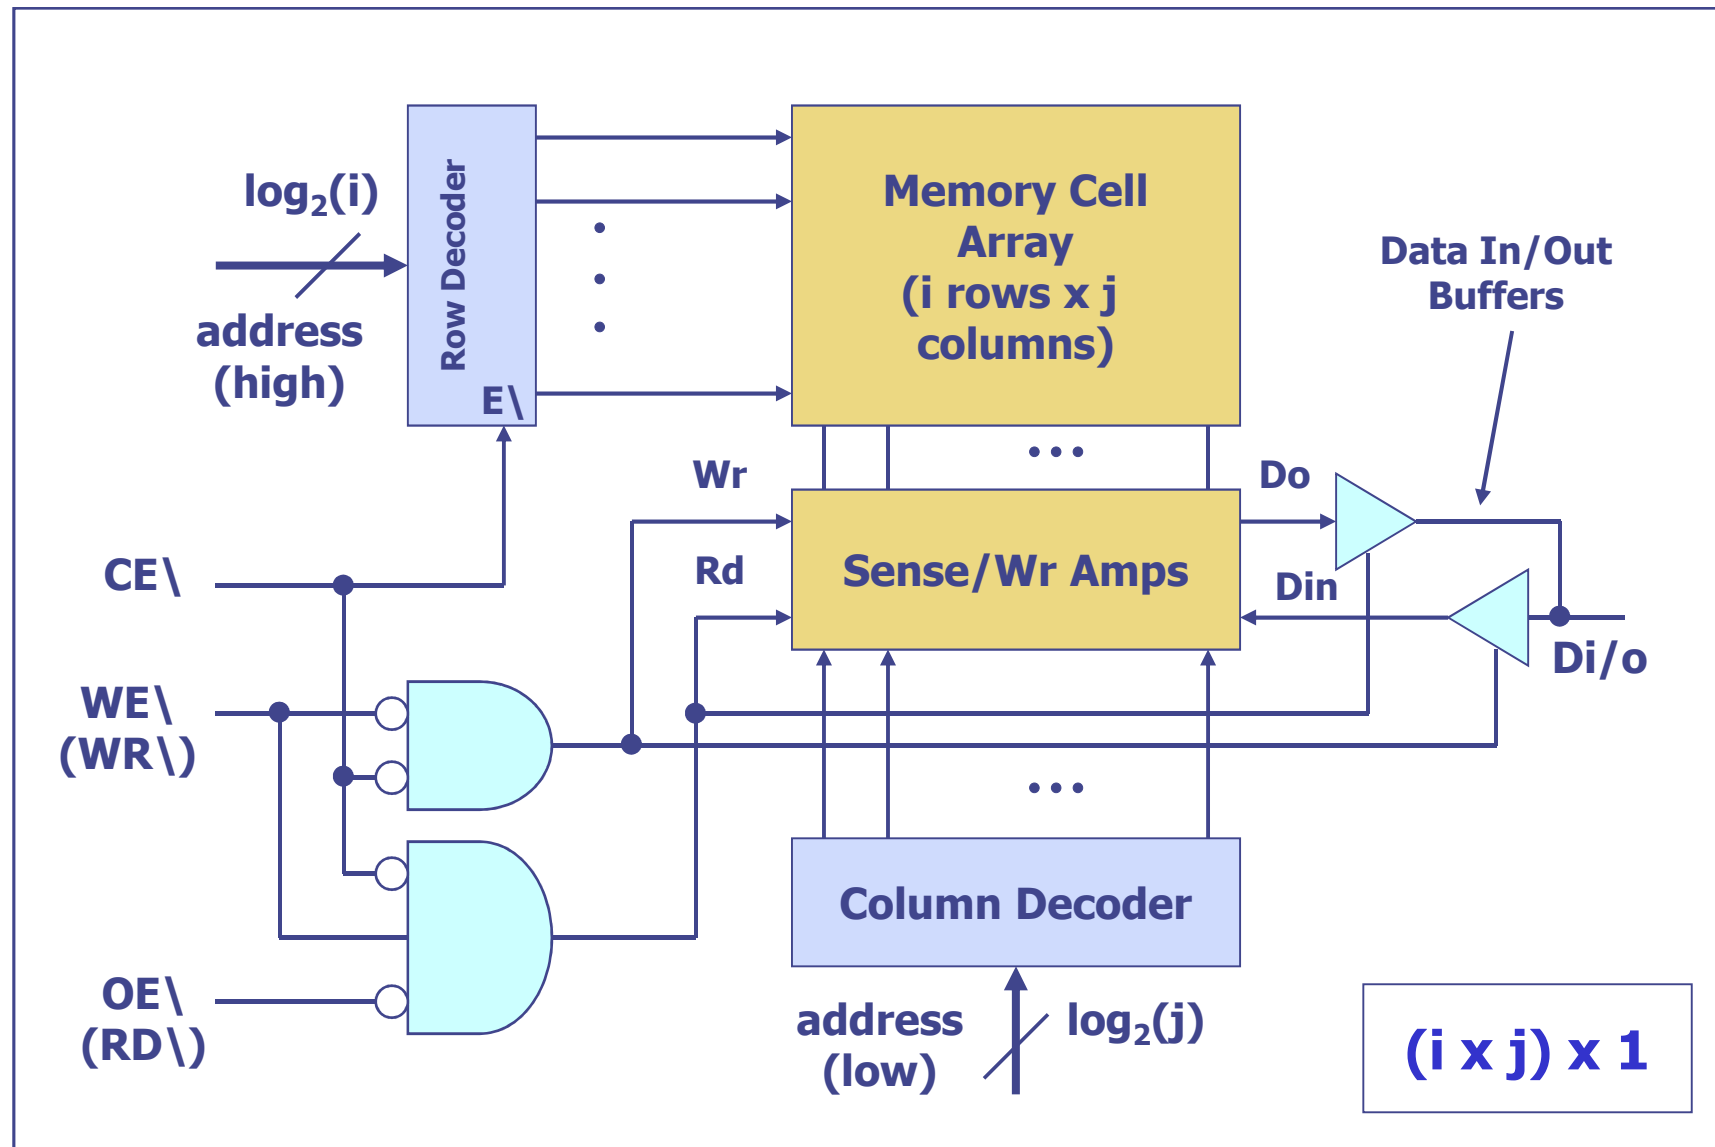 log₂(i)
address
(high)
Row Decoder
E\
Memory Cell
Array
(i rows x j
columns)
Data In/Out
Buffers
Wr
Do
Rd
Sense/Wr Amps
Din
Di/o
CE\
WE\
(WR\)
OE\
(RD\)
Column Decoder
address
(low)
log₂(j)
(i x j) x 1